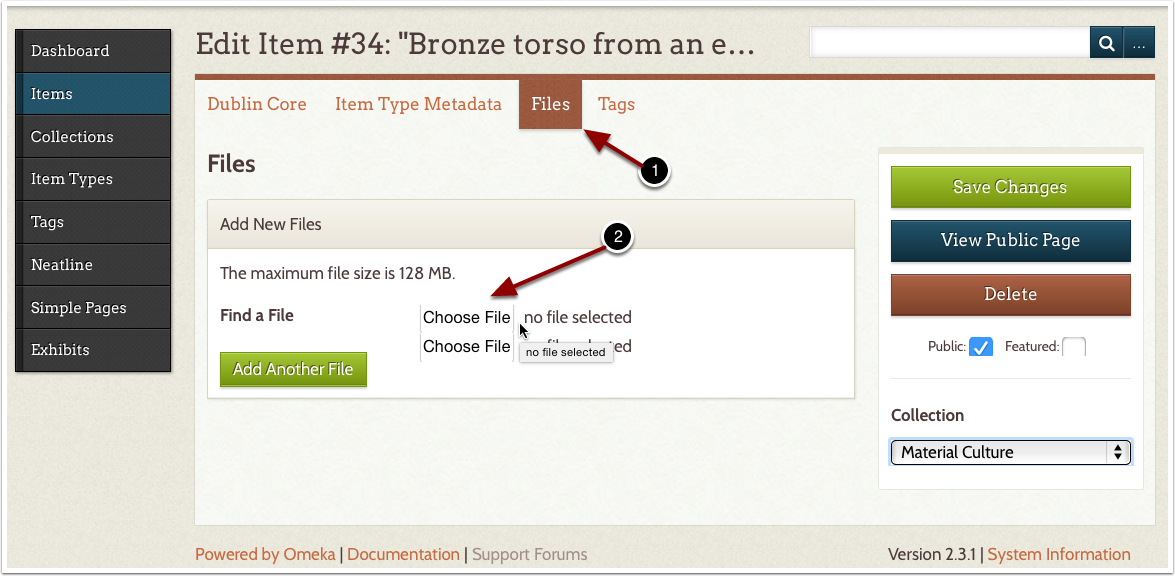 Dashboard
Items
Collections
Item Types
Tags
Neatline
Simple Pages
Exhibits
Edit Item #34: "Bronze torso from an e...
...
Dublin Core Item Type Metadata Files Tags
1
Files
Add New Files
2
The maximum file size is 128 MB.
Find a File
Choose File no file selected
Choose File
no file selected
Add Another File
Save Changes
View Public Page
Delete
Public: Featured:
Collection
Material Culture
Powered by Omeka | Documentation | Support Forums
Version 2.3.1 | System Information